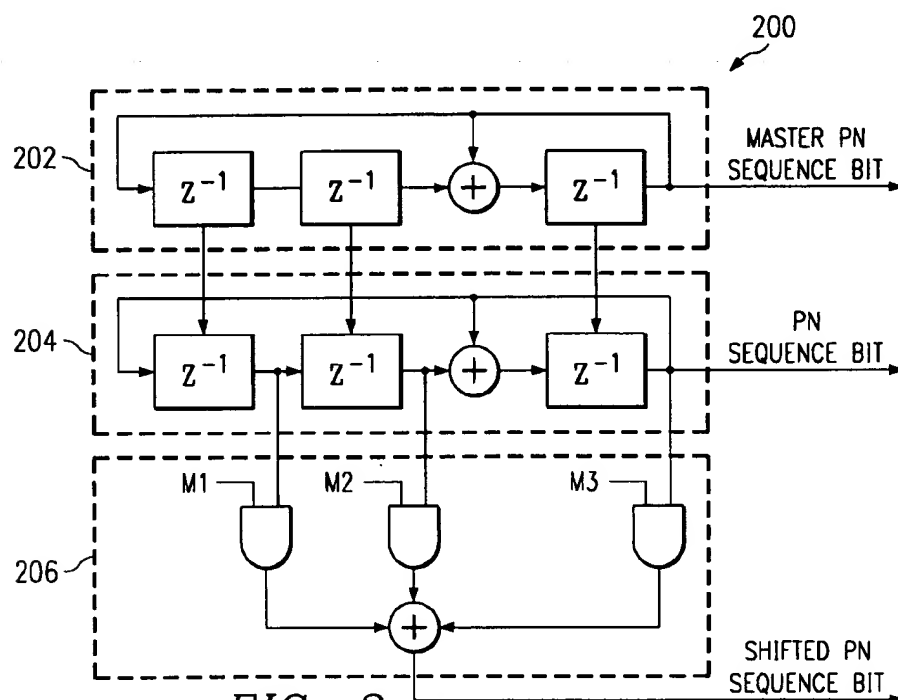 200
202
MASTER PN
SEQUENCE BIT
Z⁻¹ Z⁻¹ + Z⁻¹
204
PN
SEQUENCE BIT
Z⁻¹ Z⁻¹ + Z⁻¹
M1 M2 M3
206
+
SHIFTED PN
SEQUENCE BIT